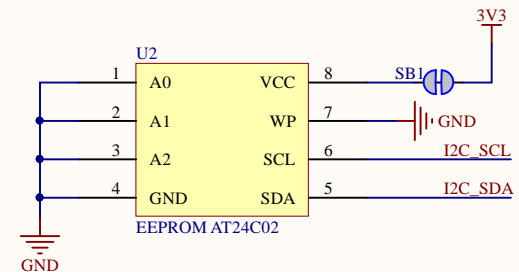 3V3
U2
SB1
1 A0 VCC 8
2 A1 WP 7 GND
3 A2 SCL 6 I2C_SCL
4 GND SDA 5 I2C_SDA
EEPROM AT24C02
GND